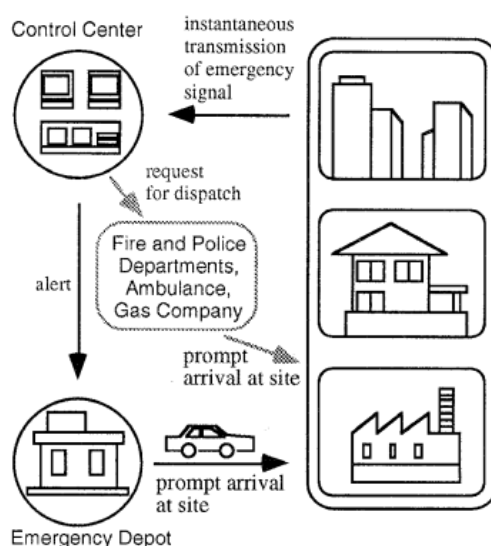 Control Center
instantaneous
transmission
of emergency
signal
request
for dispatch
Fire and Police
Departments,
Ambulance,
Gas Company
alert
prompt
arrival at site
prompt arrival
at site
Emergency Depot